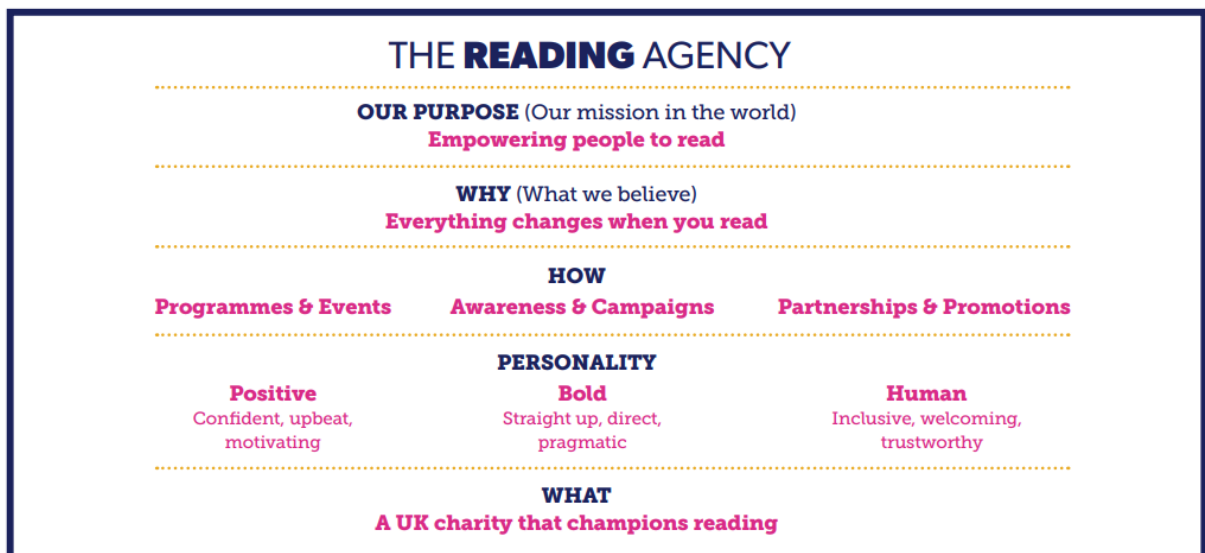 THE READING AGENCY
OUR PURPOSE (Our mission in the world)
Empowering people to read
WHY (What we believe)
Everything changes when you read
HOW
Programmes & Events Awareness & Campaigns Partnerships & Promotions
PERSONALITY
Positive Bold Human
Confident, upbeat, Straight up, direct, Inclusive, welcoming,
motivating pragmatic trustworthy
WHAT
A UK charity that champions reading